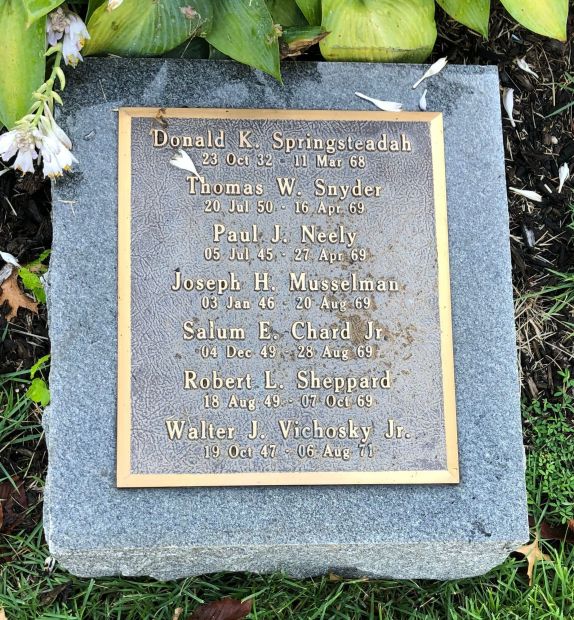 Donald K. Springsteadah
23 Oct 32 - 11 Mar 68
Thomas W. Snyder
20 Jul 50 - 16 Apr 69
Paul J. Neely
05 Jul 45 - 27 Apr 69
Joseph H. Musselman
03 Jan 46 - 20 Aug 69
Salum E. Chard Jr.
04 Dec 49 - 28 Aug 69
Robert L. Sheppard
18 Aug 49 - 07 Oct 69
Walter J. Vichosky Jr.
19 Oct 47 - 06 Aug 71